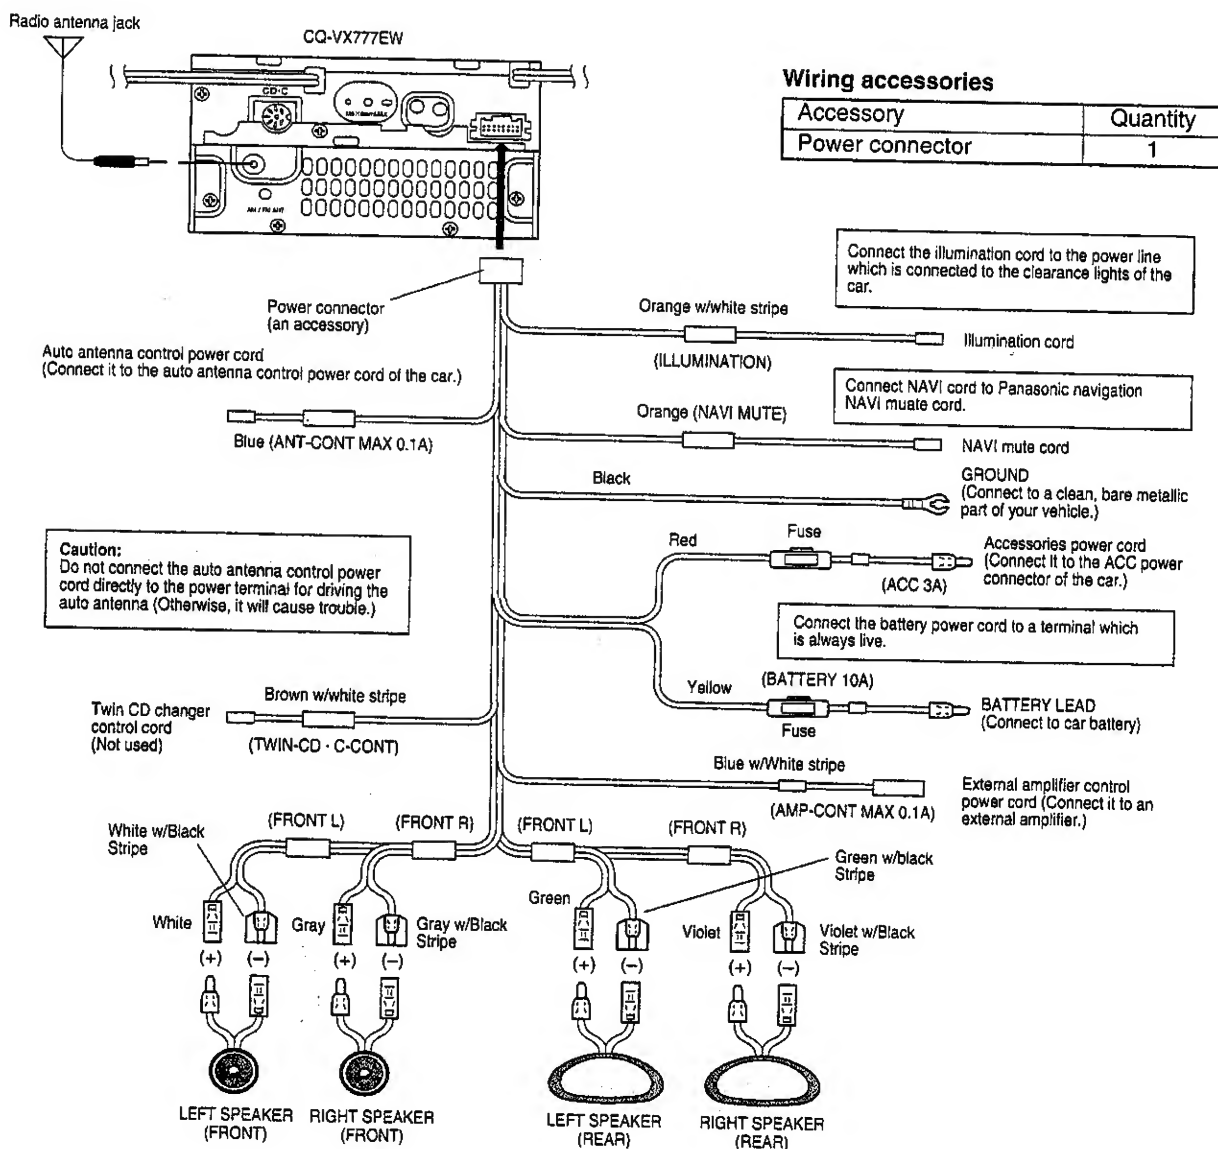 Radio antenna jack
CQ-VX777EW
CD·C
AM / FM ANT
Wiring accessories
Accessory Quantity
Power connector 1
Connect the illumination cord to the power line
which is connected to the clearance lights of the
car.
Power connector
(an accessory)
Orange w/white stripe
(ILLUMINATION)
Illumination cord
Auto antenna control power cord
(Connect it to the auto antenna control power cord of the car.)
Blue (ANT-CONT MAX 0.1A)
Connect NAVI cord to Panasonic navigation
NAVI muate cord.
Orange (NAVI MUTE)
NAVI mute cord
Black
GROUND
(Connect to a clean, bare metallic
part of your vehicle.)
Caution:
Do not connect the auto antenna control power
cord directly to the power terminal for driving the
auto antenna (Otherwise, it will cause trouble.)
Red
Fuse
(ACC 3A)
Accessories power cord
(Connect it to the ACC power
connector of the car.)
Connect the battery power cord to a terminal which
is always live.
Yellow
(BATTERY 10A)
Fuse
BATTERY LEAD
(Connect to car battery)
Twin CD changer
control cord
(Not used)
Brown w/white stripe
(TWIN-CD · C-CONT)
Blue w/White stripe
(AMP-CONT MAX 0.1A)
External amplifier control
power cord (Connect it to an
external amplifier.)
White w/Black
Stripe
(FRONT L)
(FRONT R)
(FRONT L)
(FRONT R)
Green w/black
Stripe
White
Gray
Gray w/Black
Stripe
Green
Violet
Violet w/Black
Stripe
(+) (−) (+) (−) (+) (−) (+) (−)
LEFT SPEAKER
(FRONT)
RIGHT SPEAKER
(FRONT)
LEFT SPEAKER
(REAR)
RIGHT SPEAKER
(REAR)